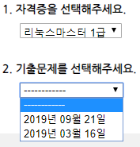 1. 자격증을 선택해주세요.
리눅스마스터 1급
2. 기출문제를 선택해주세요.
------------
------------
2019년 09월 21일
2019년 03월 16일